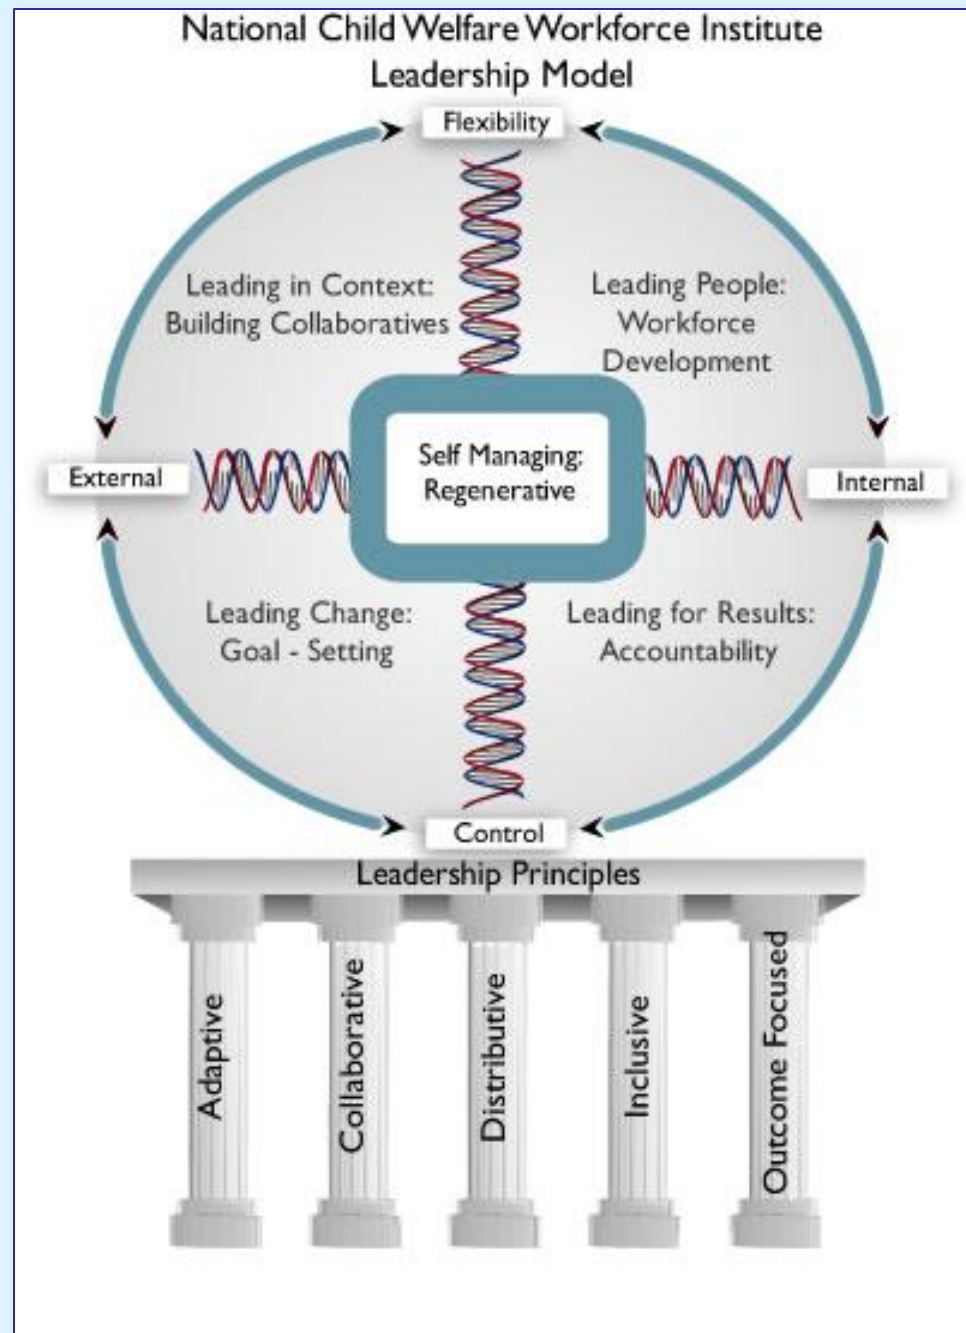 National Child Welfare Workforce Institute
Leadership Model
Flexibility
Leading in Context:
Building Collaboratives
Leading People:
Workforce
Development
External
Self Managing:
Regenerative
Internal
Leading Change:
Goal - Setting
Leading for Results:
Accountability
Control
Leadership Principles
Adaptive
Collaborative
Distributive
Inclusive
Outcome Focused